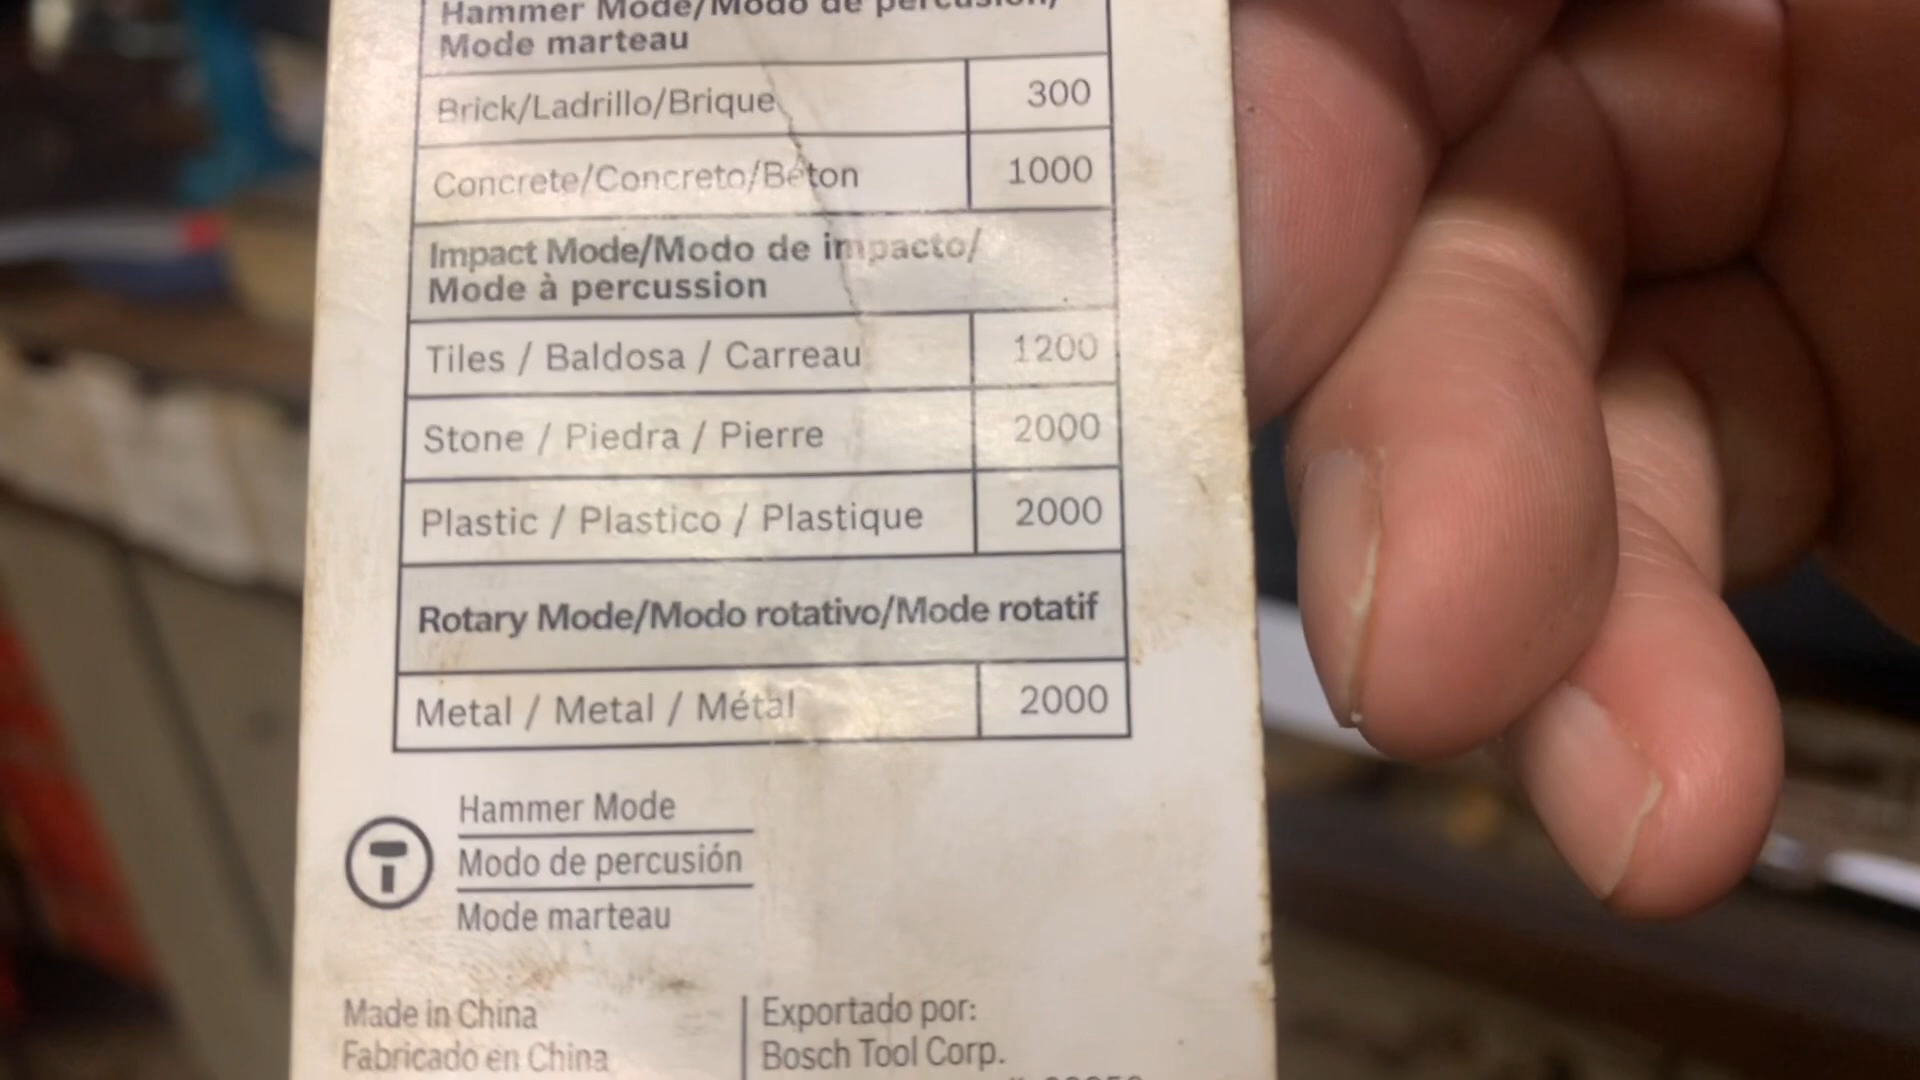 Hammer Mode/Modo de percusión/
Mode marteau
Brick/Ladrillo/Brique 300
Concrete/Concreto/Béton 1000
Impact Mode/Modo de impacto/
Mode à percussion
Tiles / Baldosa / Carreau 1200
Stone / Piedra / Pierre 2000
Plastic / Plastico / Plastique 2000
Rotary Mode/Modo rotativo/Mode rotatif
Metal / Metal / Métal 2000
Hammer Mode
Modo de percusión
Mode marteau
Made in China
Fabricado en China
Exportado por:
Bosch Tool Corp.